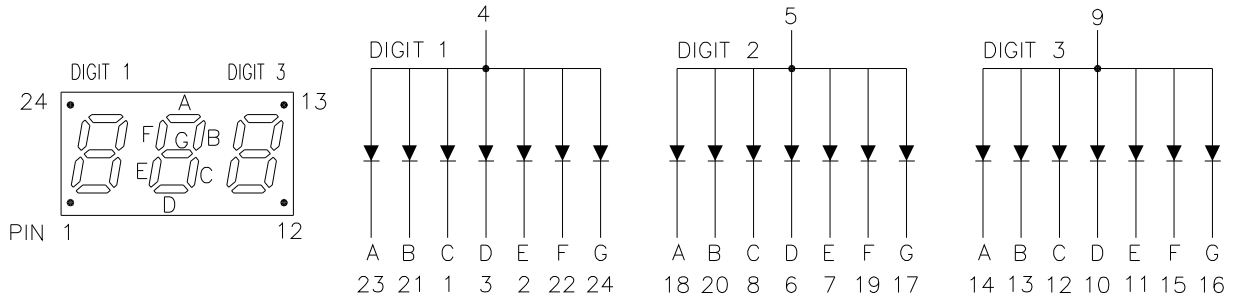 4 5 9
DIGIT 1 DIGIT 2 DIGIT 3
DIGIT 1 DIGIT 3
24 13
A
F G B
E C
D
PIN 1 12
A B C D E F G A B C D E F G A B C D E F G
23 21 1 3 2 22 24 18 20 8 6 7 19 17 14 13 12 10 11 15 16